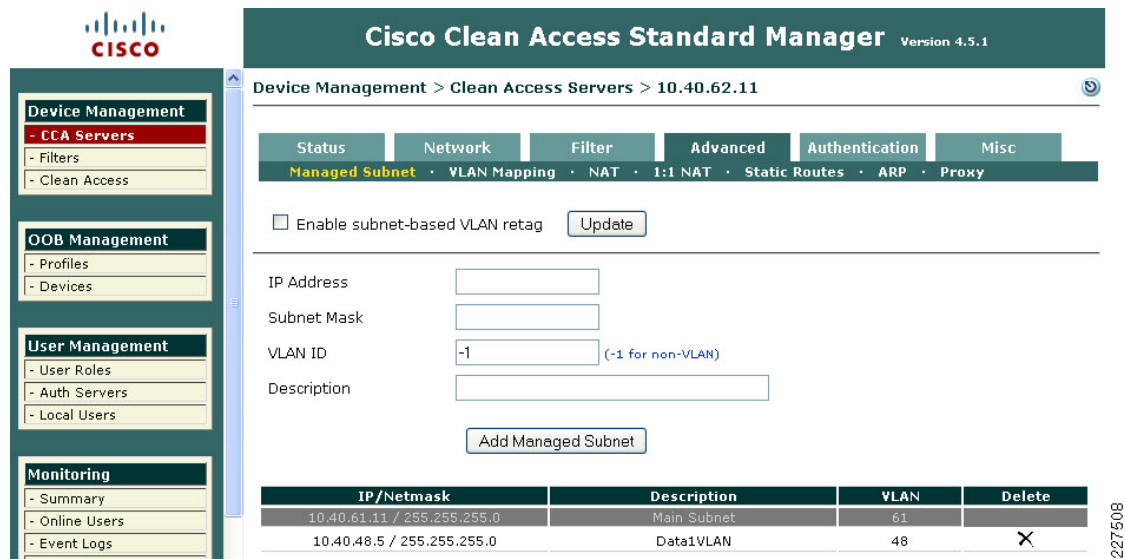 CISCO
Cisco Clean Access Standard Manager Version 4.5.1
Device Management
- CCA Servers
- Filters
- Clean Access
OOB Management
- Profiles
- Devices
User Management
- User Roles
- Auth Servers
- Local Users
Monitoring
- Summary
- Online Users
- Event Logs
Device Management > Clean Access Servers > 10.40.62.11
Status Network Filter Advanced Authentication Misc
Managed Subnet · VLAN Mapping · NAT · 1:1 NAT · Static Routes · ARP · Proxy
Enable subnet-based VLAN retag Update
IP Address
Subnet Mask
VLAN ID -1 (-1 for non-VLAN)
Description
Add Managed Subnet
IP/Netmask Description VLAN Delete
10.40.61.11 / 255.255.255.0 Main Subnet 61
10.40.48.5 / 255.255.255.0 Data1VLAN 48 X
227508